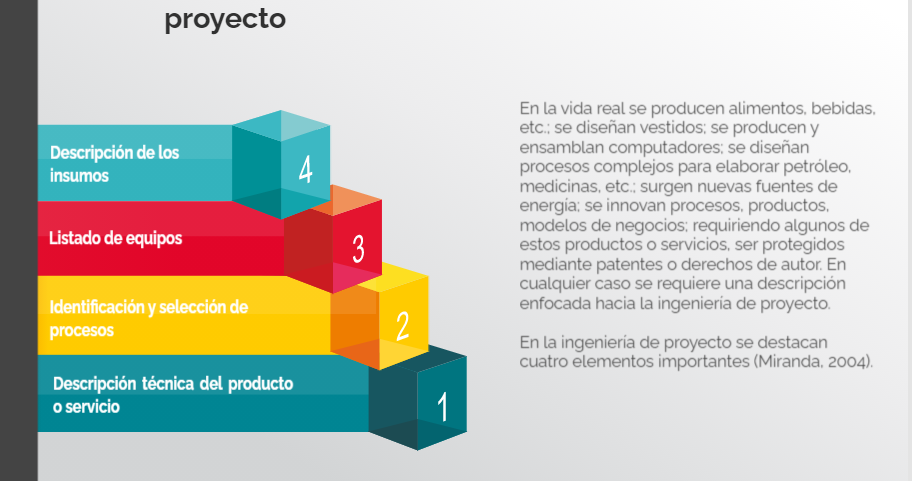 proyecto
Descripción de los
insumos
4
Listado de equipos
3
Identificación y selección de
procesos
2
Descripción técnica del producto
o servicio
1
En la vida real se producen alimentos, bebidas,
etc.; se diseñan vestidos; se producen y
ensamblan computadores; se diseñan
procesos complejos para elaborar petróleo,
medicinas, etc.; surgen nuevas fuentes de
energía; se innovan procesos, productos,
modelos de negocios; requiriendo algunos de
estos productos o servicios, ser protegidos
mediante patentes o derechos de autor. En
cualquier caso se requiere una descripción
enfocada hacia la ingeniería de proyecto.
En la ingeniería de proyecto se destacan
cuatro elementos importantes (Miranda, 2004).